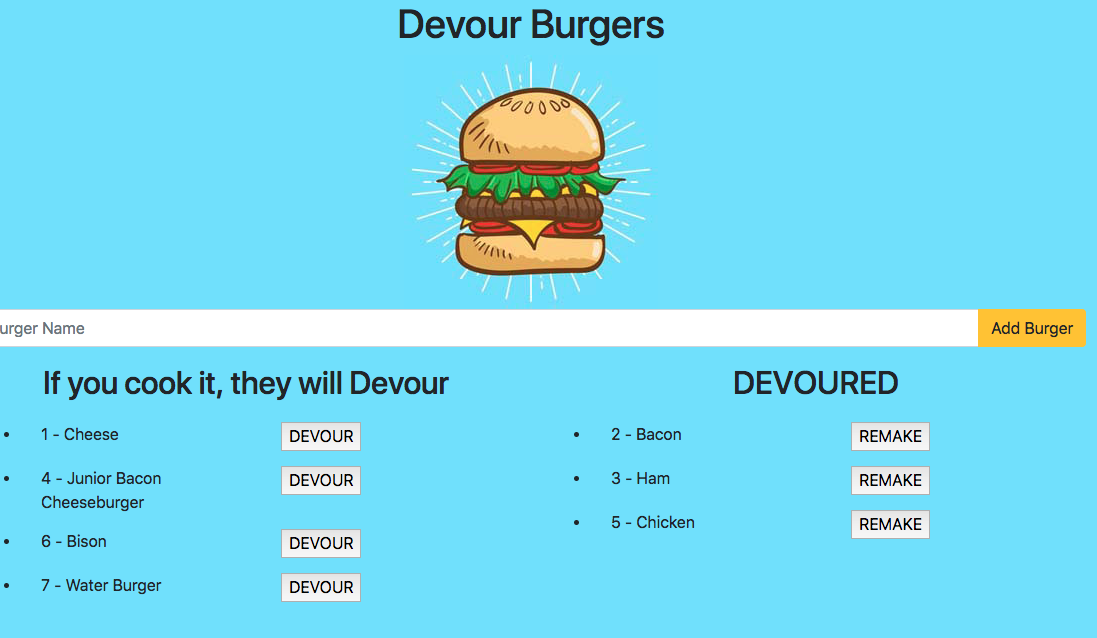 Devour Burgers
urger Name
Add Burger
If you cook it, they will Devour
1 - Cheese
DEVOUR
4 - Junior Bacon
Cheeseburger
DEVOUR
6 - Bison
DEVOUR
7 - Water Burger
DEVOUR
DEVOURED
2 - Bacon
REMAKE
3 - Ham
REMAKE
5 - Chicken
REMAKE